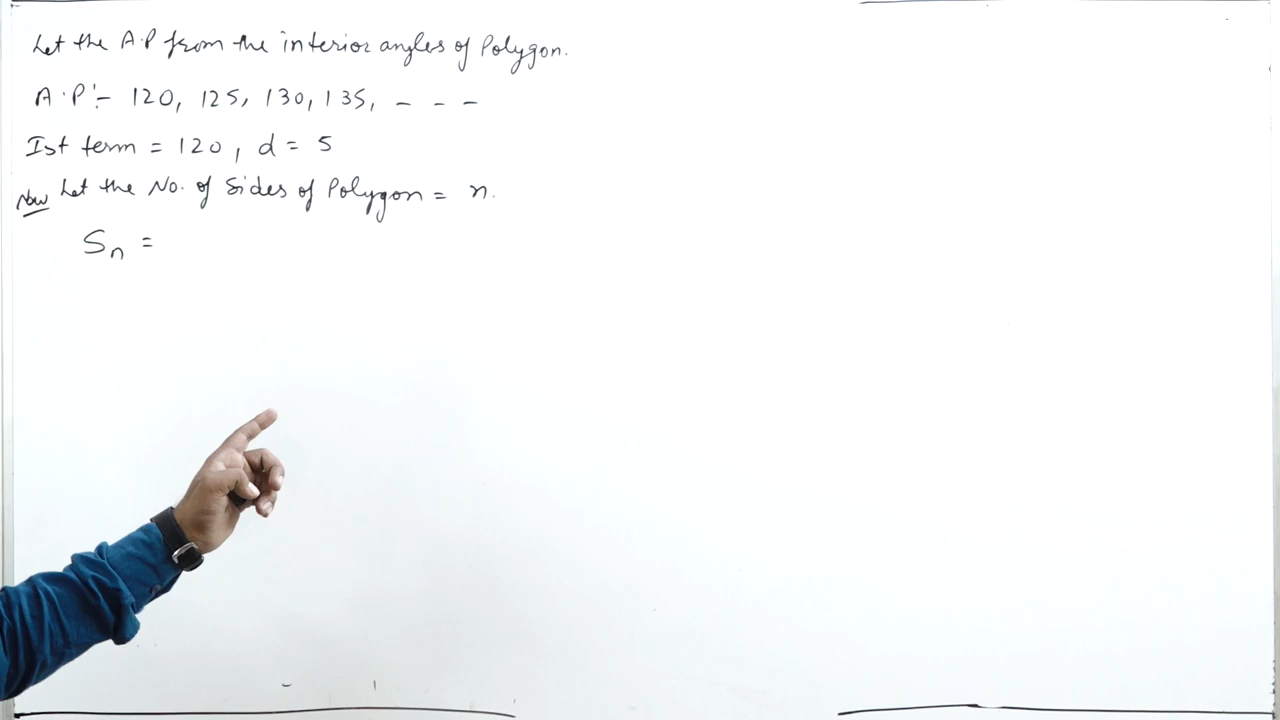 Let the A.P from the interior angles of Polygon.
A.P:- 120, 125, 130, 135, - - -
Ist term = 120, d = 5
Now Let the No. of Sides of Polygon = n.
Sn =